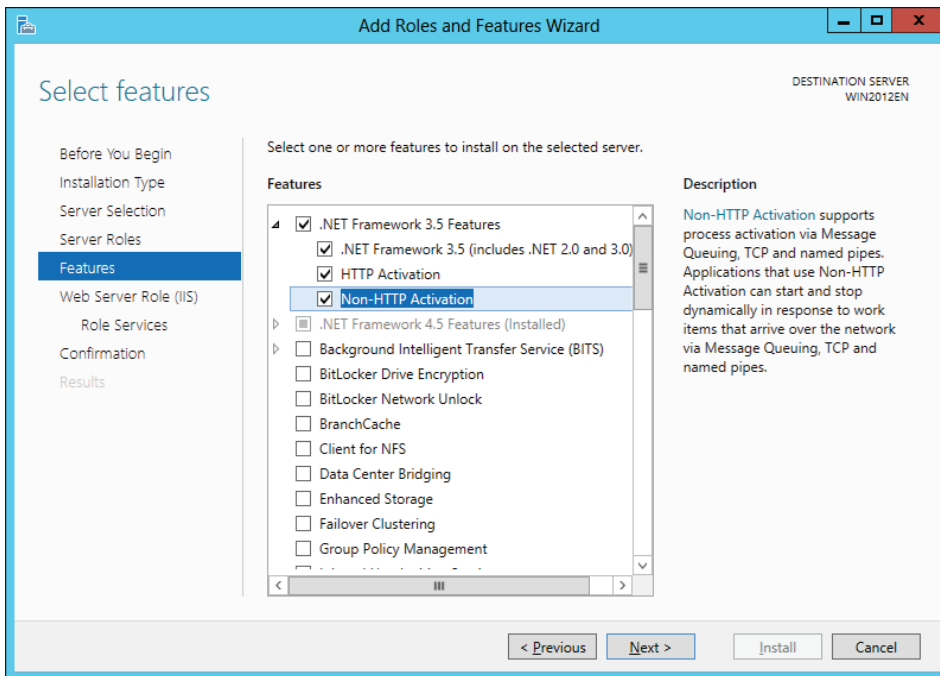 Add Roles and Features Wizard
Select features
DESTINATION SERVER
WIN2012EN
Before You Begin
Installation Type
Server Selection
Server Roles
Features
Web Server Role (IIS)
Role Services
Confirmation
Results
Select one or more features to install on the selected server.
Features
.NET Framework 3.5 Features
.NET Framework 3.5 (includes .NET 2.0 and 3.0)
HTTP Activation
Non-HTTP Activation
.NET Framework 4.5 Features (Installed)
Background Intelligent Transfer Service (BITS)
BitLocker Drive Encryption
BitLocker Network Unlock
BranchCache
Client for NFS
Data Center Bridging
Enhanced Storage
Failover Clustering
Group Policy Management
Description
Non-HTTP Activation supports
process activation via Message
Queuing, TCP and named pipes.
Applications that use Non-HTTP
Activation can start and stop
dynamically in response to work
items that arrive over the network
via Message Queuing, TCP and
named pipes.
< Previous
Next >
Install
Cancel